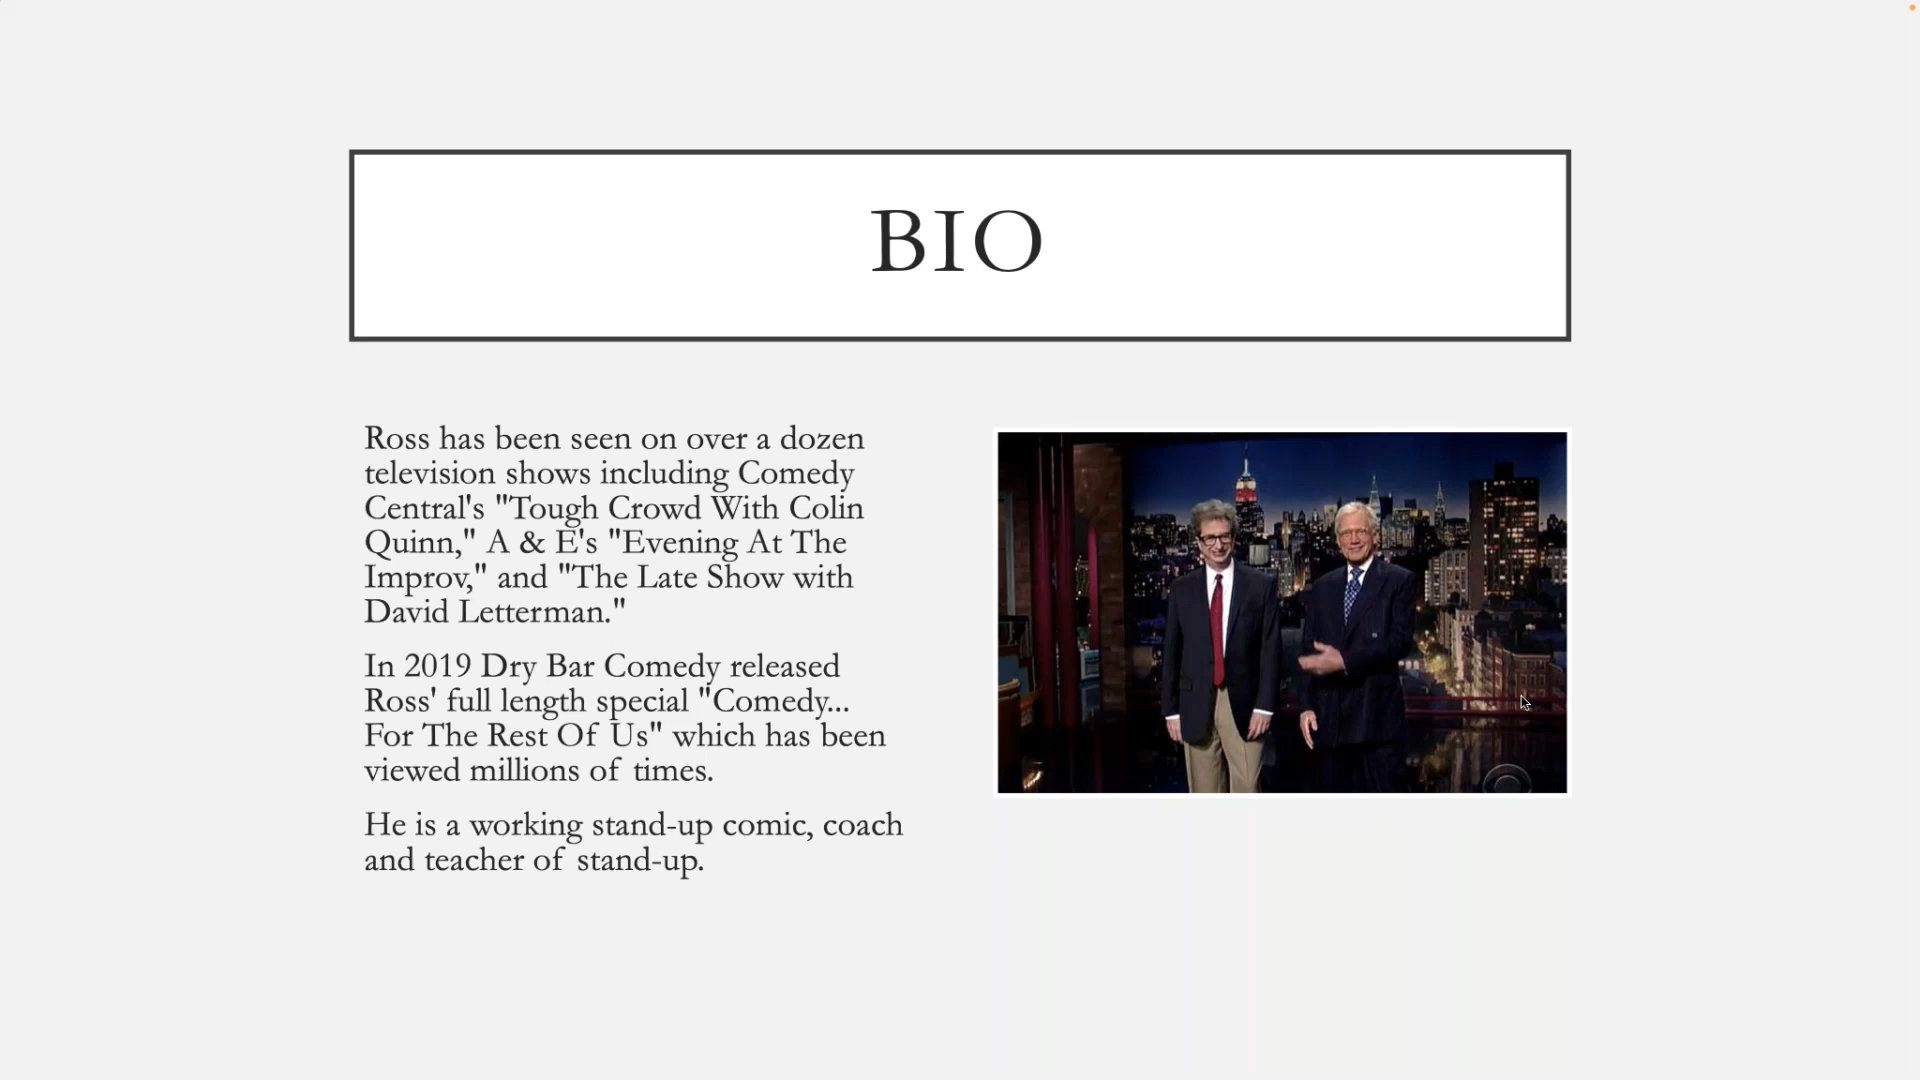 BIO
Ross has been seen on over a dozen
television shows including Comedy
Central's "Tough Crowd With Colin
Quinn," A & E's "Evening At The
Improv," and "The Late Show with
David Letterman."
In 2019 Dry Bar Comedy released
Ross' full length special "Comedy...
For The Rest Of Us" which has been
viewed millions of times.
He is a working stand-up comic, coach
and teacher of stand-up.